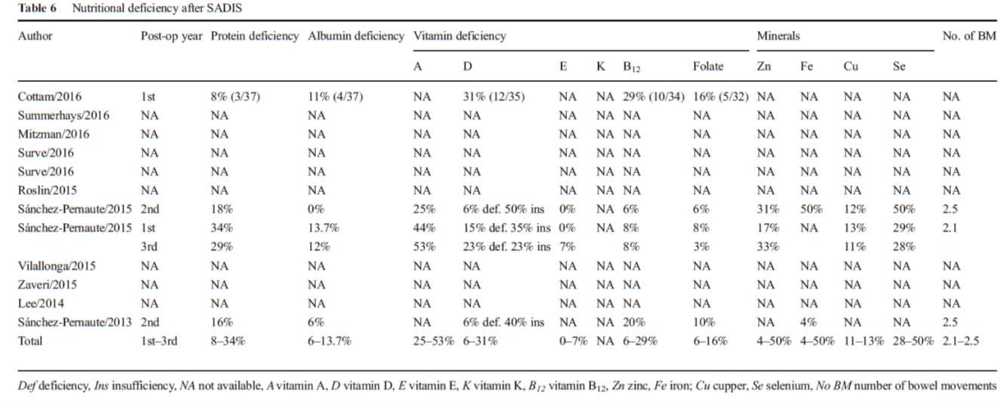 Table 6 Nutritional deficiency after SADIS
Author Post-op year Protein deficiency Albumin deficiency Vitamin deficiency Minerals No. of BM
A D E K B12 Folate Zn Fe Cu Se
Cottam/2016 1st 8% (3/37) 11% (4/37) NA 31% (12/35) NA NA 29% (10/34) 16% (5/32) NA NA NA NA NA
Summerhays/2016 NA NA NA NA NA NA NA NA NA NA NA NA NA NA
Mitzman/2016 NA NA NA NA NA NA NA NA NA NA NA NA NA NA
Surve/2016 NA NA NA NA NA NA NA NA NA NA NA NA NA NA
Surve/2016 NA NA NA NA NA NA NA NA NA NA NA NA NA NA
Roslin/2015 NA NA NA NA NA NA NA NA NA NA NA NA NA NA
Sánchez-Pernaute/2015 2nd 18% 0% 25% 6% def. 50% ins 0% NA 6% 6% 31% 50% 12% 50% 2.5
Sánchez-Pernaute/2015 1st 34% 13.7% 44% 15% def. 35% ins 0% NA 8% 8% 17% NA 13% 29% 2.1
3rd 29% 12% 53% 23% def. 23% ins 7% 8% 3% 33% 11% 28%
Vilallonga/2015 NA NA NA NA NA NA NA NA NA NA NA NA NA NA
Zaveri/2015 NA NA NA NA NA NA NA NA NA NA NA NA NA NA
Lee/2014 NA NA NA NA NA NA NA NA NA NA NA NA NA NA
Sánchez-Pernaute/2013 2nd 16% 6% NA 6% def. 40% ins NA NA 20% 10% NA 4% NA NA 2.5
Total 1st–3rd 8–34% 6–13.7% 25–53% 6–31% 0–7% NA 6–29% 6–16% 4–50% 4–50% 11–13% 28–50% 2.1–2.5
Def deficiency, Ins insufficiency, NA not available, A vitamin A, D vitamin D, E vitamin E, K vitamin K, B12 vitamin B12, Zn zinc, Fe iron; Cu cupper, Se selenium, No BM number of bowel movements